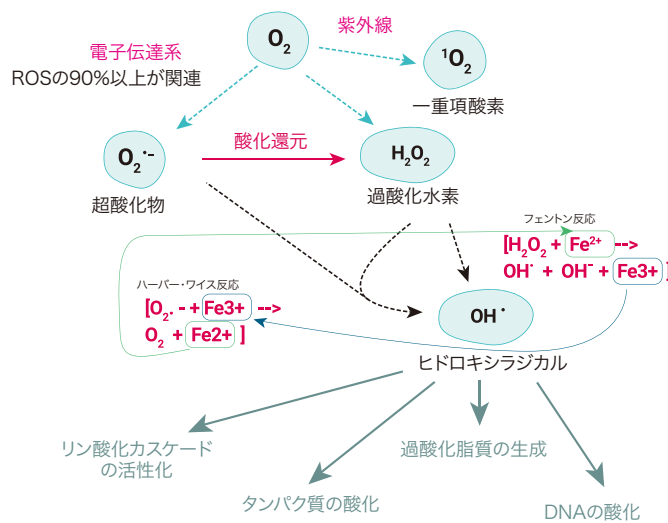 O₂
紫外線
¹O₂
一重項酸素
電子伝達系
ROSの90%以上が関連
O₂·-
超酸化物
酸化還元
H₂O₂
過酸化水素
フェントン反応
[H₂O₂ + Fe²⁺ -->
OH· + OH⁻ + Fe3+ ]
ハーバー・ワイス反応
[O₂. - + Fe3+ -->
O₂ + Fe2+ ]
OH·
ヒドロキシラジカル
リン酸化カスケード
の活性化
タンパク質の酸化
過酸化脂質の生成
DNAの酸化